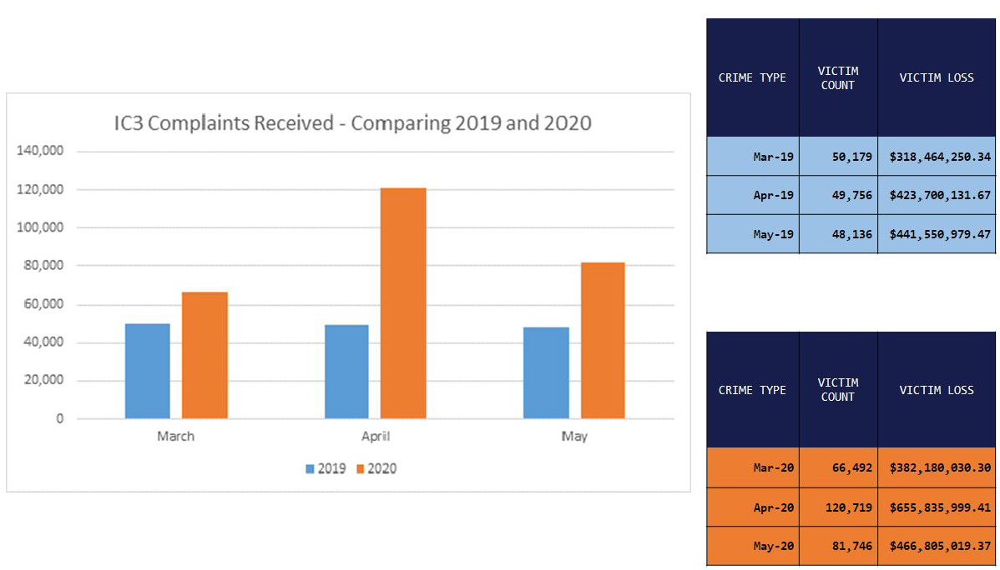 IC3 Complaints Received - Comparing 2019 and 2020
140,000
120,000
100,000
80,000
60,000
40,000
20,000
0
March April May
2019 2020
CRIME TYPE VICTIM COUNT VICTIM LOSS
Mar-19 50,179 $318,464,250.34
Apr-19 49,756 $423,700,131.67
May-19 48,136 $441,550,979.47
CRIME TYPE VICTIM COUNT VICTIM LOSS
Mar-20 66,492 $382,180,030.30
Apr-20 120,719 $655,835,999.41
May-20 81,746 $466,805,019.37